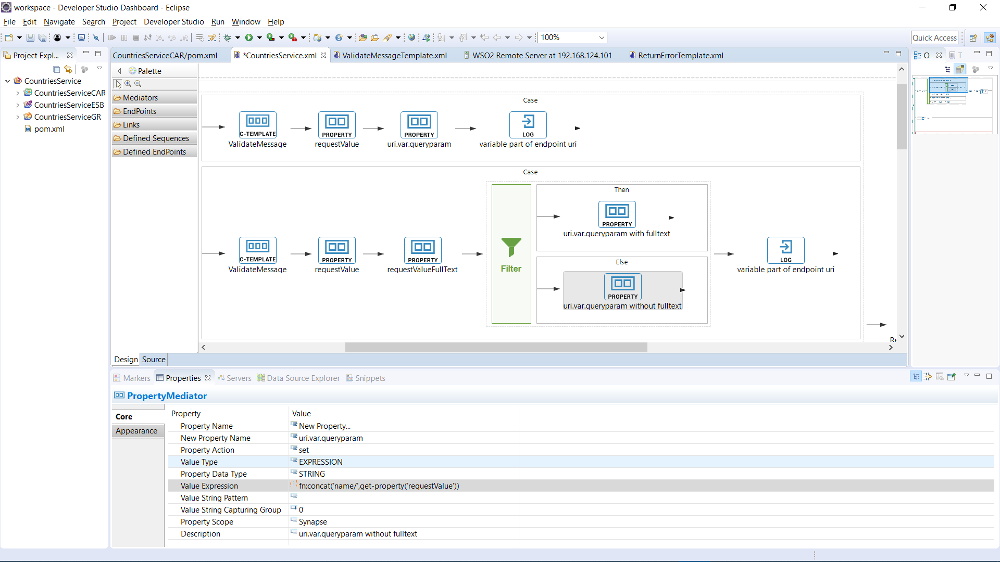 workspace - Developer Studio Dashboard - Eclipse
File Edit Navigate Search Project Developer Studio Run Window Help
100%
Quick Access
Project Expl...
CountriesServiceCAR/pom.xml
*CountriesService.xml
ValidateMessageTemplate.xml
WSO2 Remote Server at 192.168.124.101
ReturnErrorTemplate.xml
O
T
CountriesService
CountriesServiceCAR
CountriesServiceESB
CountriesServiceGR
pom.xml
Palette
Mediators
EndPoints
Links
Defined Sequences
Defined EndPoints
Case
C-TEMPLATE
ValidateMessage
PROPERTY
requestValue
PROPERTY
uri.var.queryparam
LOG
variable part of endpoint uri
Case
C-TEMPLATE
ValidateMessage
PROPERTY
requestValue
PROPERTY
requestValueFullText
Filter
Then
PROPERTY
uri.var.queryparam with fulltext
Else
PROPERTY
uri.var.queryparam without fulltext
LOG
variable part of endpoint uri
Design Source
Markers Properties Servers Data Source Explorer Snippets
PropertyMediator
Core
Appearance
Property Value
Property Name New Property...
New Property Name uri.var.queryparam
Property Action set
Value Type EXPRESSION
Property Data Type STRING
Value Expression fn:concat('name/',get-property('requestValue'))
Value String Pattern
Value String Capturing Group 0
Property Scope Synapse
Description uri.var.queryparam without fulltext